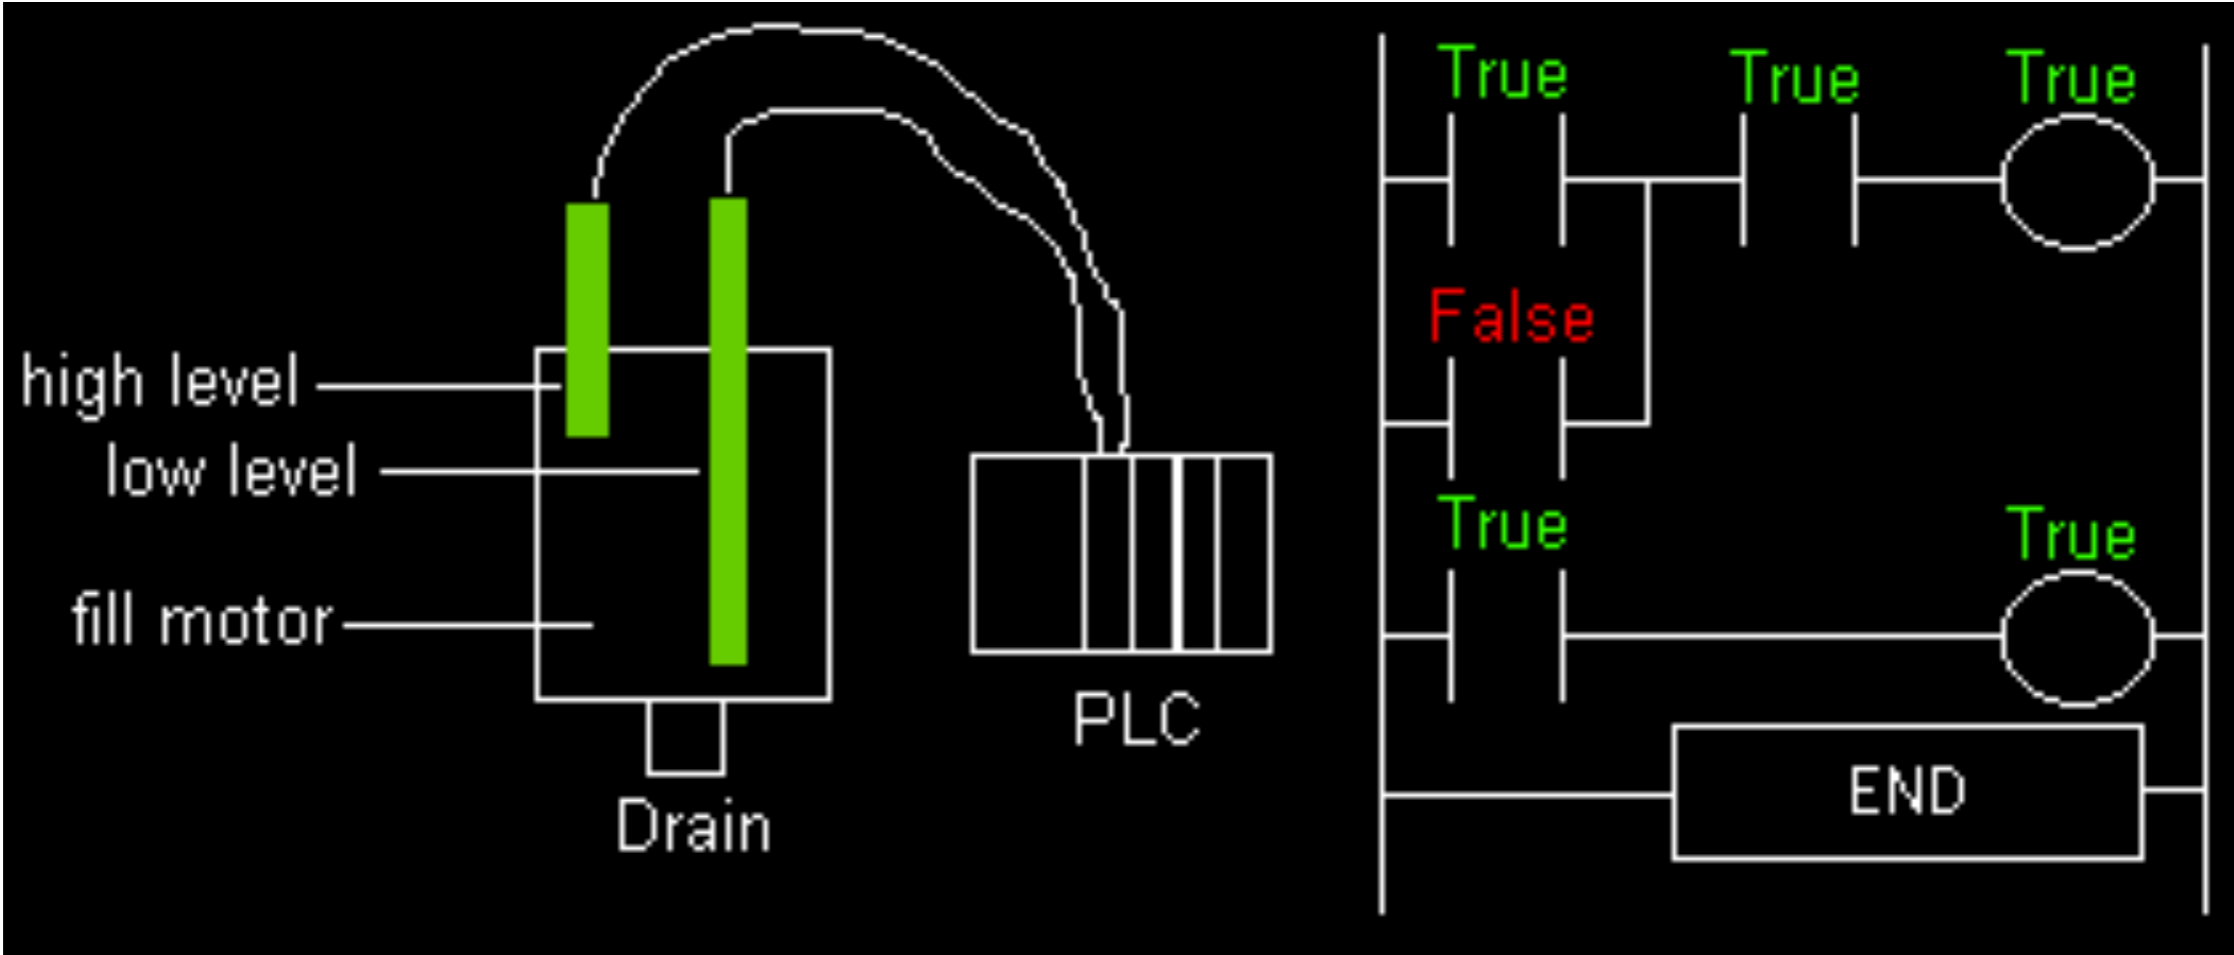 high level
low level
fill motor
Drain
PLC
True
True
True
False
True
True
END